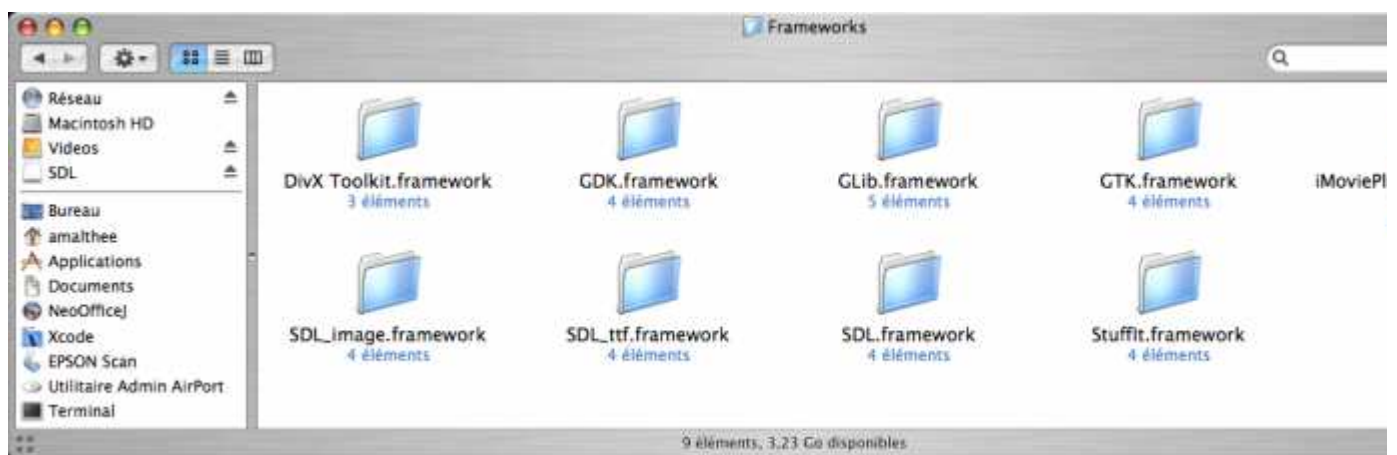 Frameworks
Réseau
Macintosh HD
Videos
SDL
Bureau
amalthee
Applications
Documents
NeoOfficeJ
Xcode
EPSON Scan
Utilitaire Admin AirPort
Terminal
DivX Toolkit.framework
3 éléments
GDK.framework
4 éléments
GLib.framework
5 éléments
GTK.framework
4 éléments
iMoviePl
SDL_image.framework
4 éléments
SDL_ttf.framework
4 éléments
SDL.framework
4 éléments
StuffIt.framework
4 éléments
9 éléments, 3,23 Go disponibles